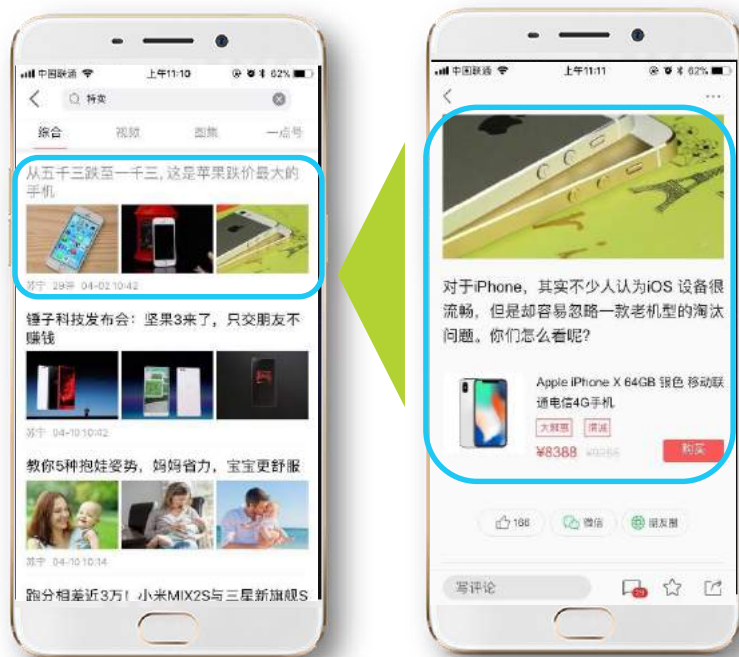 中国联通
上午11:10
62%
特卖
综合
视频
图集
一点号
从五千三跌至一千三, 这是苹果跌价最大的
手机
苏宁 29评 04-02 10:42
锤子科技发布会：坚果3来了，只交朋友不
赚钱
苏宁 04-10 10:42
教你5种抱娃姿势，妈妈省力，宝宝更舒服
苏宁 04-10 10:14
跑分相差近3万！小米MIX2S与三星新旗舰S
中国联通
上午11:11
62%
对于iPhone，其实不少人认为iOS 设备很
流畅，但是却容易忽略一款老机型的淘汰
问题。你们怎么看呢？
Apple iPhone X 64GB 银色 移动联
通电信4G手机
满减
¥8388
购买
166
微信
朋友圈
写评论
29